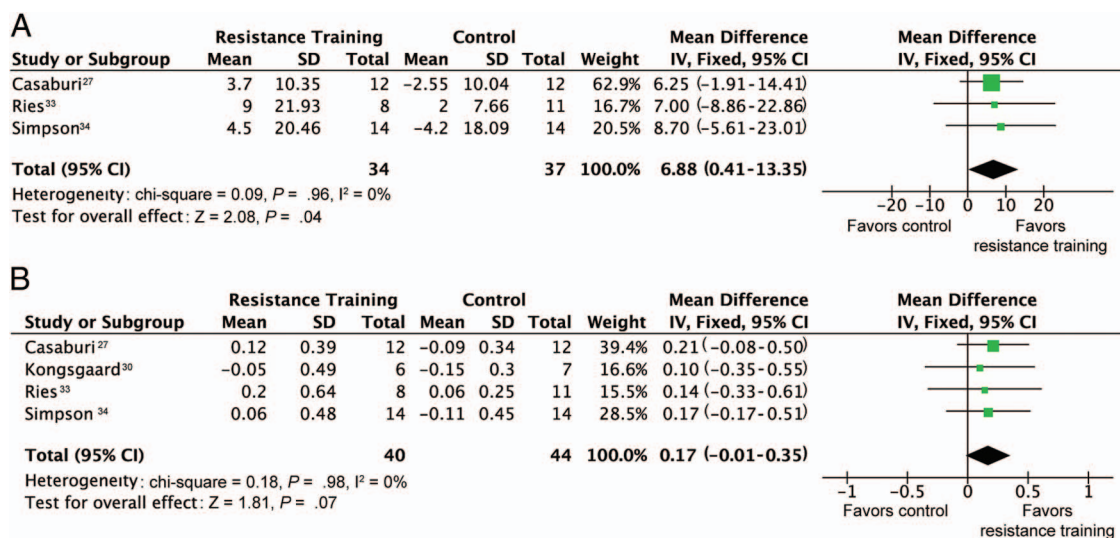 A
Resistance Training Control Mean Difference Mean Difference
Study or Subgroup Mean SD Total Mean SD Total Weight IV, Fixed, 95% CI IV, Fixed, 95% CI
Casaburi²⁷ 3.7 10.35 12 −2.55 10.04 12 62.9% 6.25 (−1.91-14.41)
Ries³³ 9 21.93 8 2 7.66 11 16.7% 7.00 (−8.86-22.86)
Simpson³⁴ 4.5 20.46 14 −4.2 18.09 14 20.5% 8.70 (−5.61-23.01)
Total (95% CI) 34 37 100.0% 6.88 (0.41-13.35)
Heterogeneity: chi-square = 0.09, P = .96, I² = 0%
Test for overall effect: Z = 2.08, P = .04
−20 −10 0 10 20
Favors control Favors
resistance training
B
Resistance Training Control Mean Difference Mean Difference
Study or Subgroup Mean SD Total Mean SD Total Weight IV, Fixed, 95% CI IV, Fixed, 95% CI
Casaburi²⁷ 0.12 0.39 12 −0.09 0.34 12 39.4% 0.21 (−0.08-0.50)
Kongsgaard³⁰ −0.05 0.49 6 −0.15 0.3 7 16.6% 0.10 (−0.35-0.55)
Ries³³ 0.2 0.64 8 0.06 0.25 11 15.5% 0.14 (−0.33-0.61)
Simpson ³⁴ 0.06 0.48 14 −0.11 0.45 14 28.5% 0.17 (−0.17-0.51)
Total (95% CI) 40 44 100.0% 0.17 (−0.01-0.35)
Heterogeneity: chi-square = 0.18, P = .98, I² = 0%
Test for overall effect: Z = 1.81, P = .07
−1 −0.5 0 0.5 1
Favors control Favors
resistance training